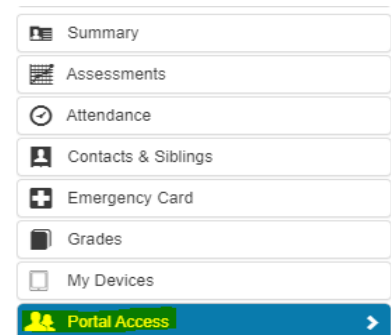 Summary
Assessments
Attendance
Contacts & Siblings
Emergency Card
Grades
My Devices
Portal Access